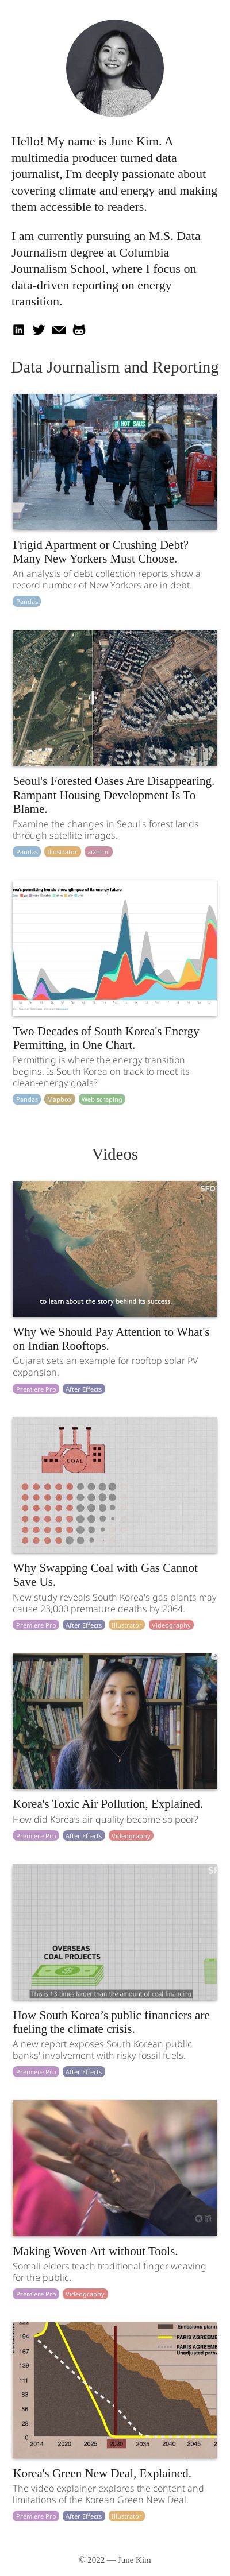 Hello! My name is June Kim. A
multimedia producer turned data
journalist, I'm deeply passionate about
covering climate and energy and making
them accessible to readers.
I am currently pursuing an M.S. Data
Journalism degree at Columbia
Journalism School, where I focus on
data-driven reporting on energy
transition.
Data Journalism and Reporting
HOT SUDS
Frigid Apartment or Crushing Debt?
Many New Yorkers Must Choose.
An analysis of debt collection reports show a
record number of New Yorkers are in debt.
Pandas
Seoul's Forested Oases Are Disappearing.
Rampant Housing Development Is To
Blame.
Examine the changes in Seoul's forest lands
through satellite images.
Pandas Illustrator ai2html
permitting trends show glimpse of its energy future
Two Decades of South Korea's Energy
Permitting, in One Chart.
Permitting is where the energy transition
begins. Is South Korea on track to meet its
clean-energy goals?
Pandas Mapbox Web scraping
Videos
to learn about the story behind its success.
Why We Should Pay Attention to What's
on Indian Rooftops.
Gujarat sets an example for rooftop solar PV
expansion.
Premiere Pro After Effects
COAL
Why Swapping Coal with Gas Cannot
Save Us.
New study reveals South Korea's gas plants may
cause 23,000 premature deaths by 2064.
Premiere Pro After Effects Illustrator Videography
Korea's Toxic Air Pollution, Explained.
How did Korea’s air quality become so poor?
Premiere Pro After Effects Videography
OVERSEAS
COAL PROJECTS
This is 13 times larger than the amount of coal financing
How South Korea’s public financiers are
fueling the climate crisis.
A new report exposes South Korean public
banks' involvement with risky fossil fuels.
Premiere Pro After Effects
Making Woven Art without Tools.
Somali elders teach traditional finger weaving
for the public.
Premiere Pro Videography
Emissions plann
PARIS AGREEME
PARIS AGREEME
Unadjusted path
194
167
139
111
83
56
28
0
2014 2020 2025 2030 2035 2040 2045
Korea's Green New Deal, Explained.
The video explainer explores the content and
limitations of the Korean Green New Deal.
Premiere Pro After Effects Illustrator
© 2022 — June Kim